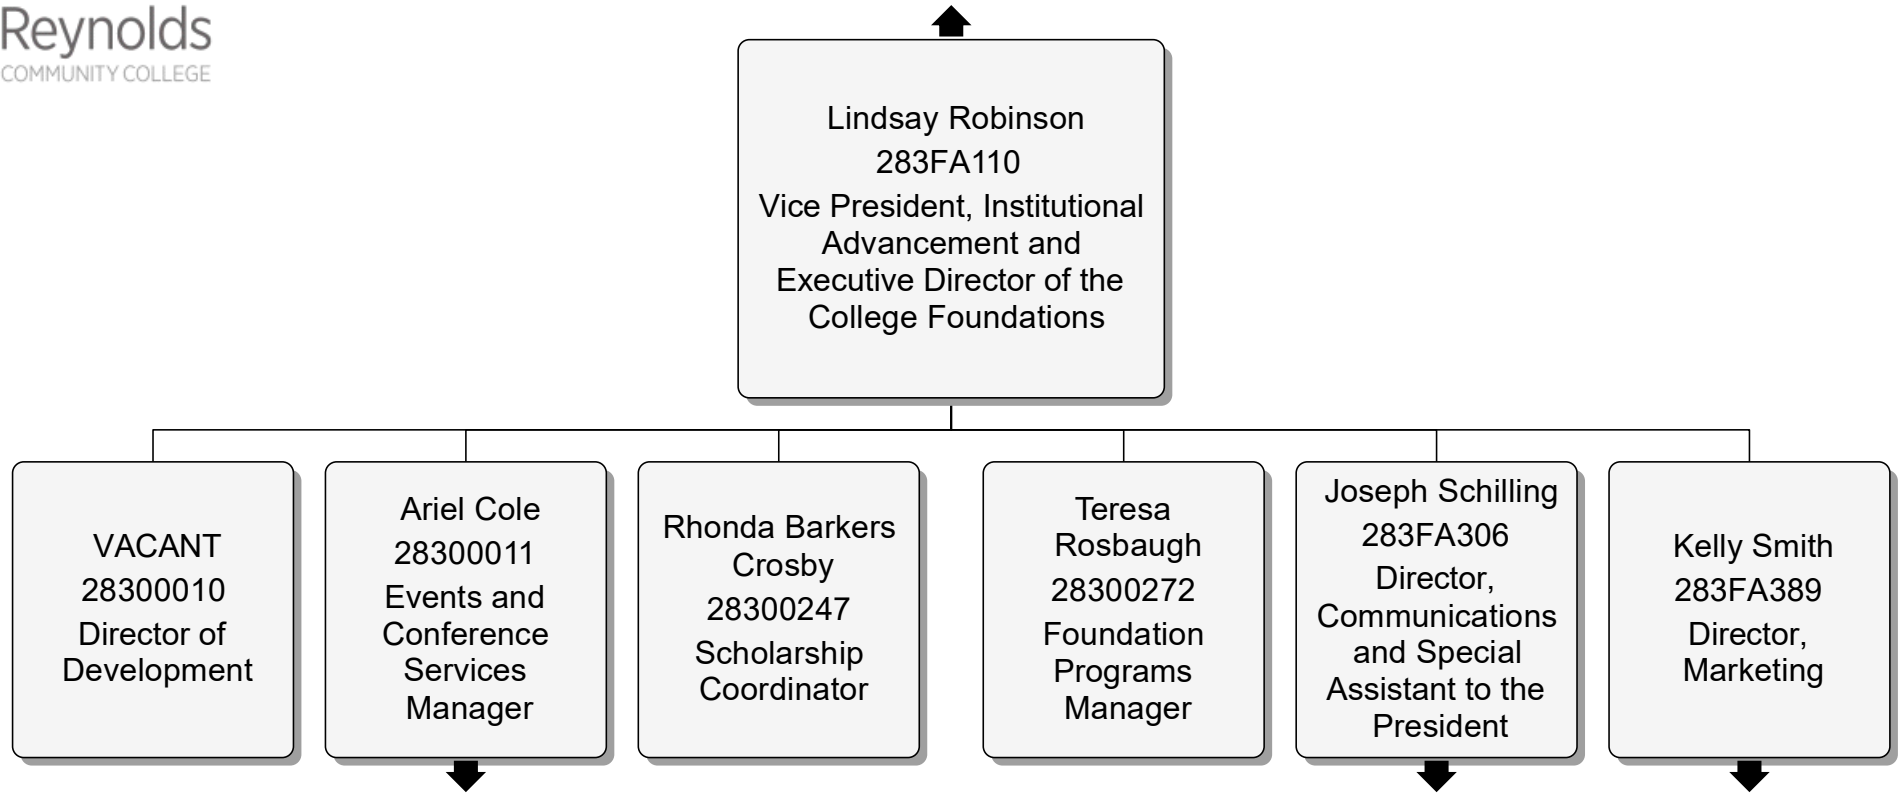 Reynolds
COMMUNITY COLLEGE
Lindsay Robinson
283FA110
Vice President, Institutional
Advancement and
Executive Director of the
College Foundations
VACANT
28300010
Director of
Development
Ariel Cole
28300011
Events and
Conference
Services
Manager
Rhonda Barkers
Crosby
28300247
Scholarship
Coordinator
Teresa
Rosbaugh
28300272
Foundation
Programs
Manager
Joseph Schilling
283FA306
Director,
Communications
and Special
Assistant to the
President
Kelly Smith
283FA389
Director,
Marketing